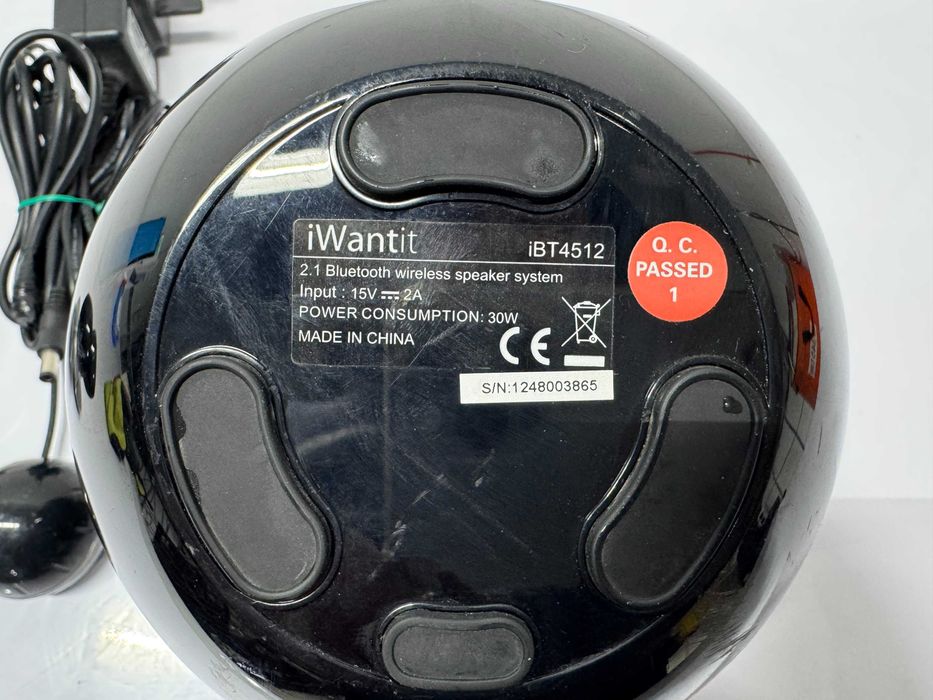 iWantit
iBT4512
2.1 Bluetooth wireless speaker system
Input : 15V ⎓ 2A
POWER CONSUMPTION: 30W
MADE IN CHINA
CE
S/N:1248003865
Q. C.
PASSED
1